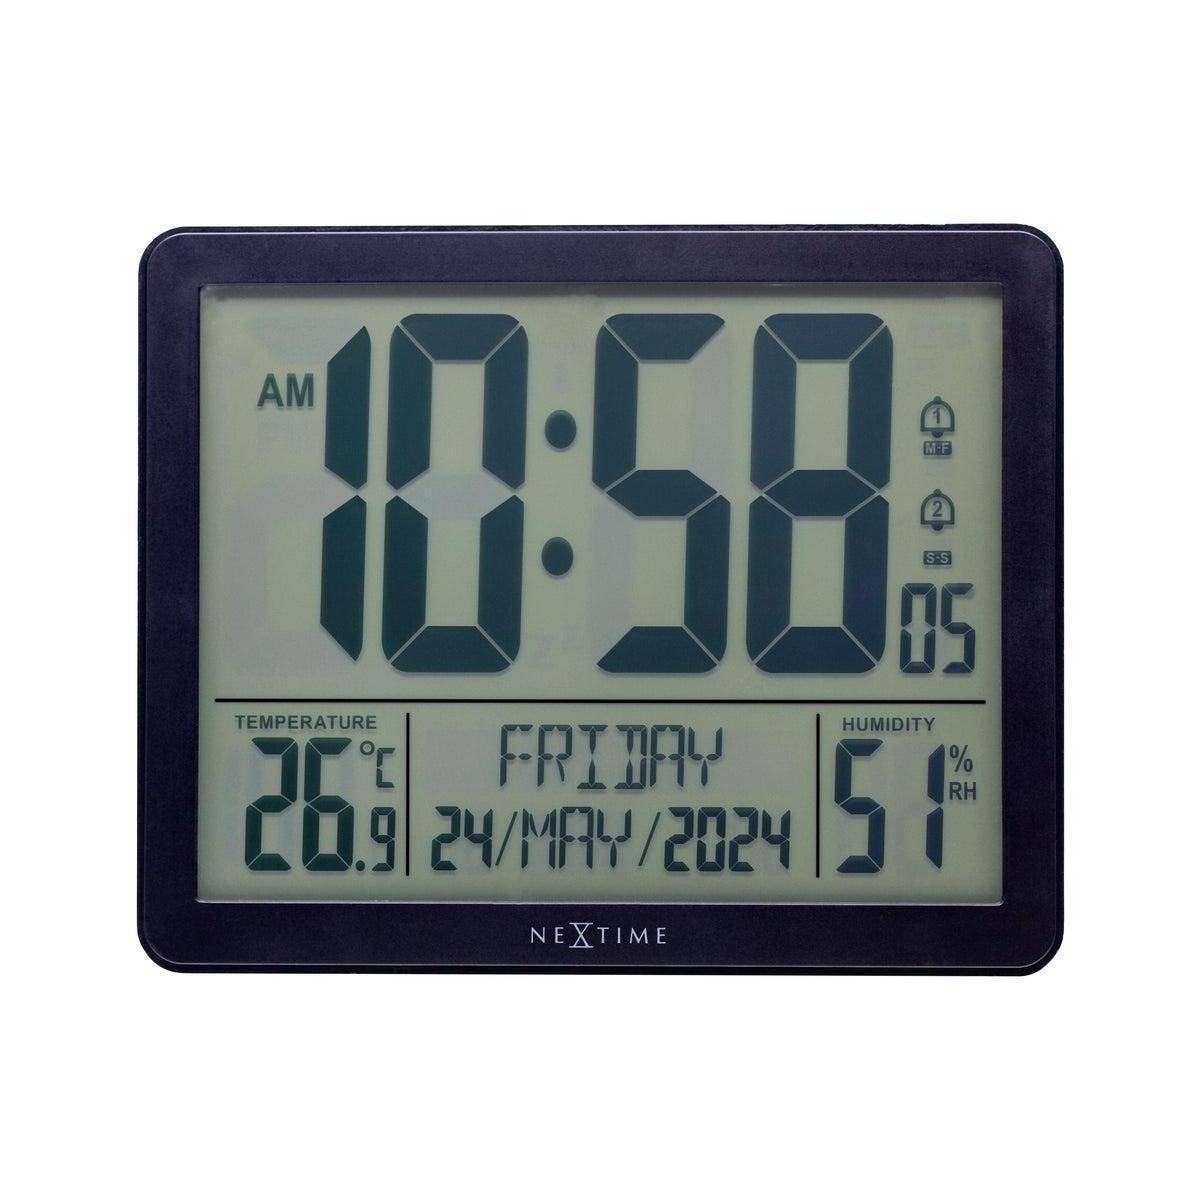 AM 10:58 05
1
M-F
2
S-S
TEMPERATURE
26.9 °C
FRIDAY
24/MAY/2024
HUMIDITY
51 % RH
NEXTIME